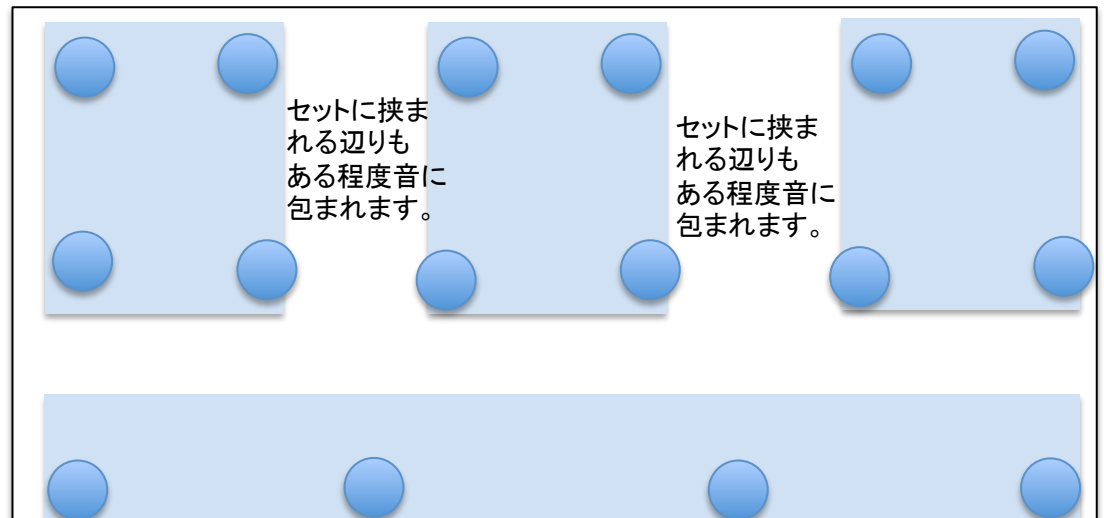 セットに挟ま
れる辺りも
ある程度音に
包まれます。
セットに挟ま
れる辺りも
ある程度音に
包まれます。